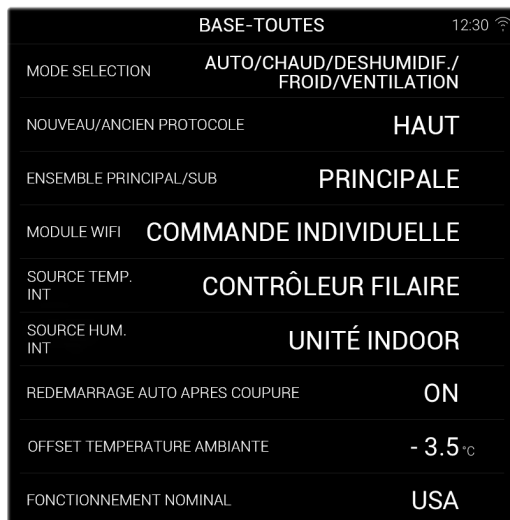 BASE-TOUTES
12:30
MODE SELECTION
AUTO/CHAUD/DESHUMIDIF./
FROID/VENTILATION
NOUVEAU/ANCIEN PROTOCOLE
HAUT
ENSEMBLE PRINCIPAL/SUB
PRINCIPALE
MODULE WIFI
COMMANDE INDIVIDUELLE
SOURCE TEMP.
INT
CONTRÔLEUR FILAIRE
SOURCE HUM.
INT
UNITÉ INDOOR
REDEMARRAGE AUTO APRES COUPURE
ON
OFFSET TEMPERATURE AMBIANTE
- 3.5 °C
FONCTIONNEMENT NOMINAL
USA